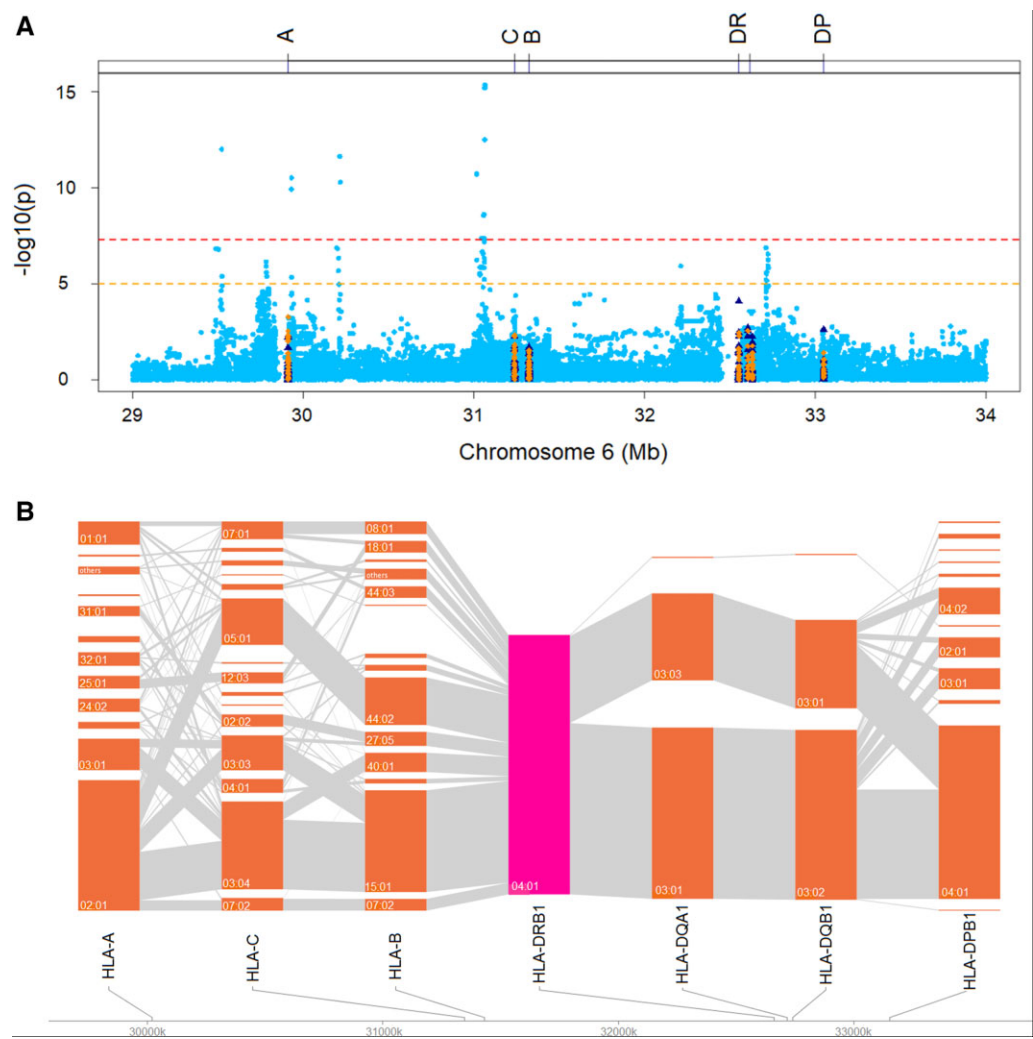 A
A C B DR DP
15
10
5
0
-log10(p)
29 30 31 32 33 34
Chromosome 6 (Mb)
B
01:01 07:01 08:01
18:01
others others
44:03 04:02
31:01 05:01
02:01
32:01 12:03 03:03 03:01 03:01
25:01
24:02 02:02 44:02
27:05
03:01 03:03 40:01
04:01
02:01 03:04 15:01 04:01 03:01 03:02 04:01
07:02 07:02
HLA-A HLA-C HLA-B HLA-DRB1 HLA-DQA1 HLA-DQB1 HLA-DPB1
30000k 31000k 32000k 33000k